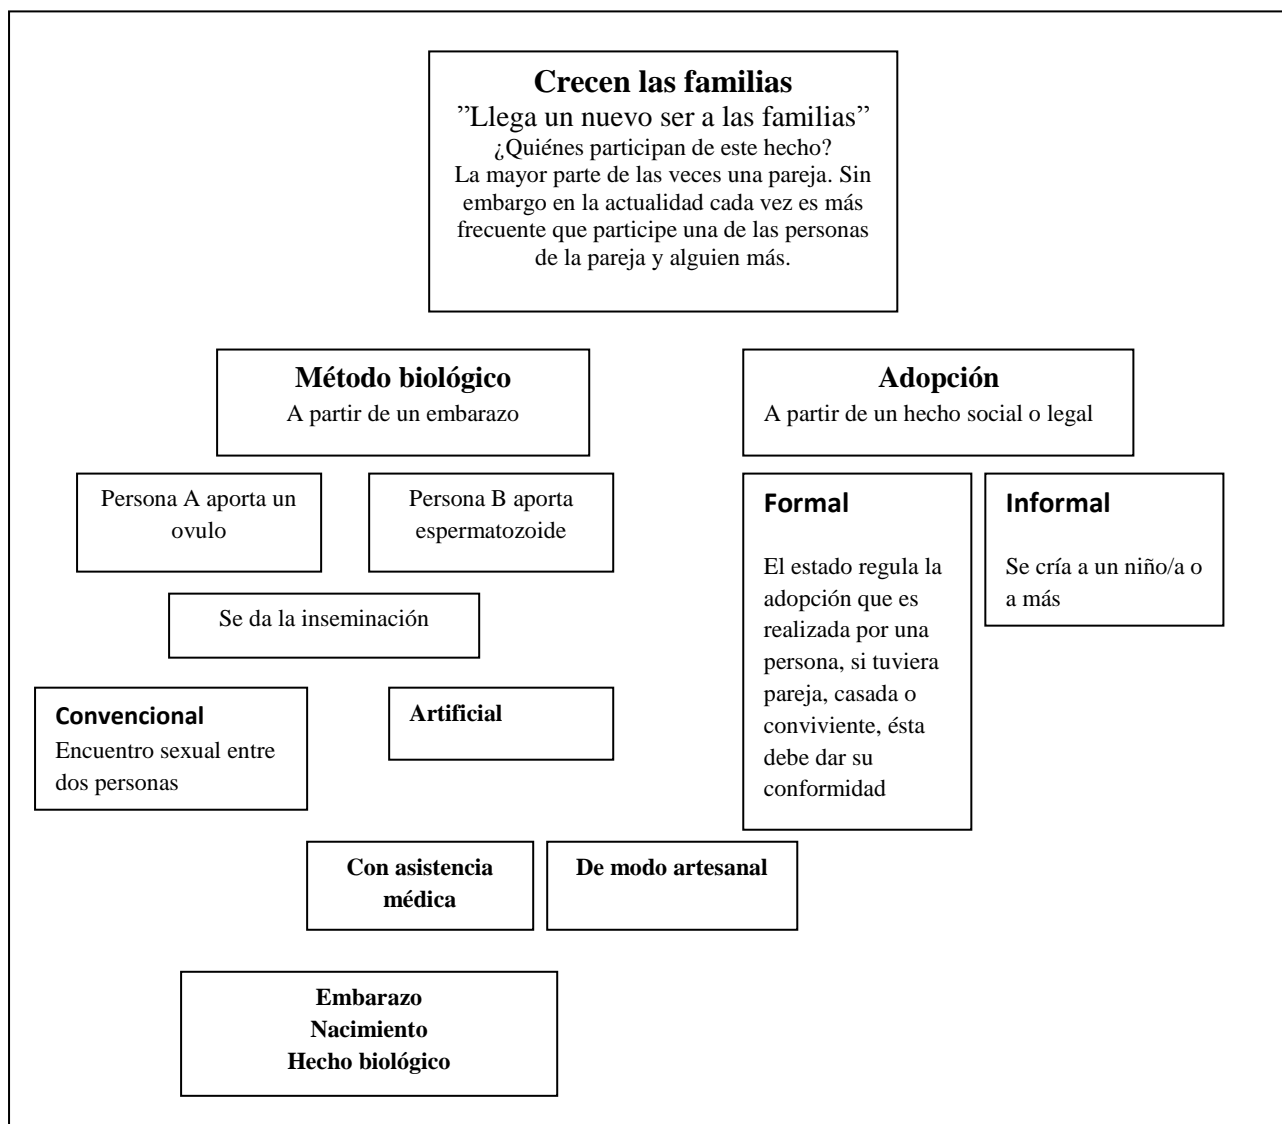 Crecen las familias
”Llega un nuevo ser a las familias”
¿Quiénes participan de este hecho?
La mayor parte de las veces una pareja. Sin
embargo en la actualidad cada vez es más
frecuente que participe una de las personas
de la pareja y alguien más.
Método biológico
A partir de un embarazo
Adopción
A partir de un hecho social o legal
Persona A aporta un
ovulo
Persona B aporta
espermatozoide
Formal
El estado regula la
adopción que es
realizada por una
persona, si tuviera
pareja, casada o
conviviente, ésta
debe dar su
conformidad
Informal
Se cría a un niño/a o
a más
Se da la inseminación
Convencional
Encuentro sexual entre
dos personas
Artificial
Con asistencia
médica
De modo artesanal
Embarazo
Nacimiento
Hecho biológico